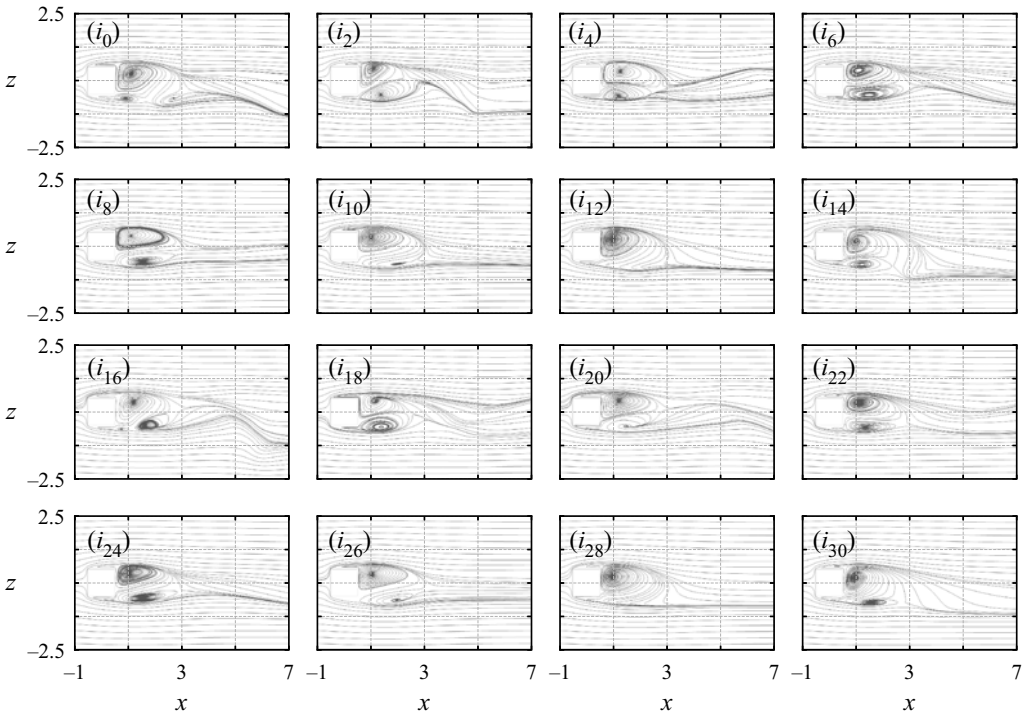 2.5
z
–2.5
(i₀) (i₂) (i₄) (i₆)
2.5
z
–2.5
(i₈) (i₁₀) (i₁₂) (i₁₄)
2.5
z
–2.5
(i₁₆) (i₁₈) (i₂₀) (i₂₂)
2.5
z
–2.5
(i₂₄) (i₂₆) (i₂₈) (i₃₀)
–1 3 7 –1 3 7 –1 3 7 –1 3 7
x x x x